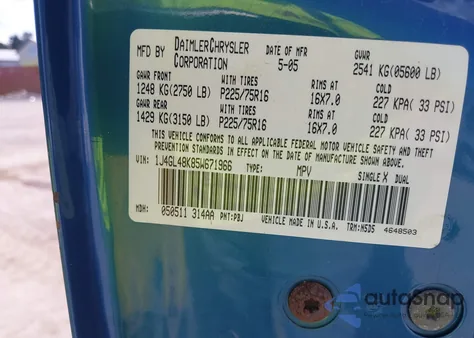 MFD BY DAIMLERCHRYSLER CORPORATION DATE OF MFR 5-05 GVWR 2541 KG(05600 LB)
GAWR FRONT WITH TIRES RIMS AT COLD
1248 KG(2750 LB) P225/75R16 16X7.0 227 KPA( 33 PSI)
GAWR REAR WITH TIRES RIMS AT COLD
1429 KG(3150 LB) P225/75R16 16X7.0 227 KPA( 33 PSI)
THIS VEHICLE CONFORMS TO ALL APPLICABLE FEDERAL MOTOR VEHICLE SAFETY AND THEFT
PREVENTION STANDARDS IN EFFECT ON THE DATE OF MANUFACTURE SHOWN ABOVE.
VIN: 1J4GL48K85W671966 TYPE: MPV SINGLE X DUAL
MDH: 050511 314AA PNT:PBJ VEHICLE MADE IN U.S.A. TRM:NSD5 4648503
autosnap